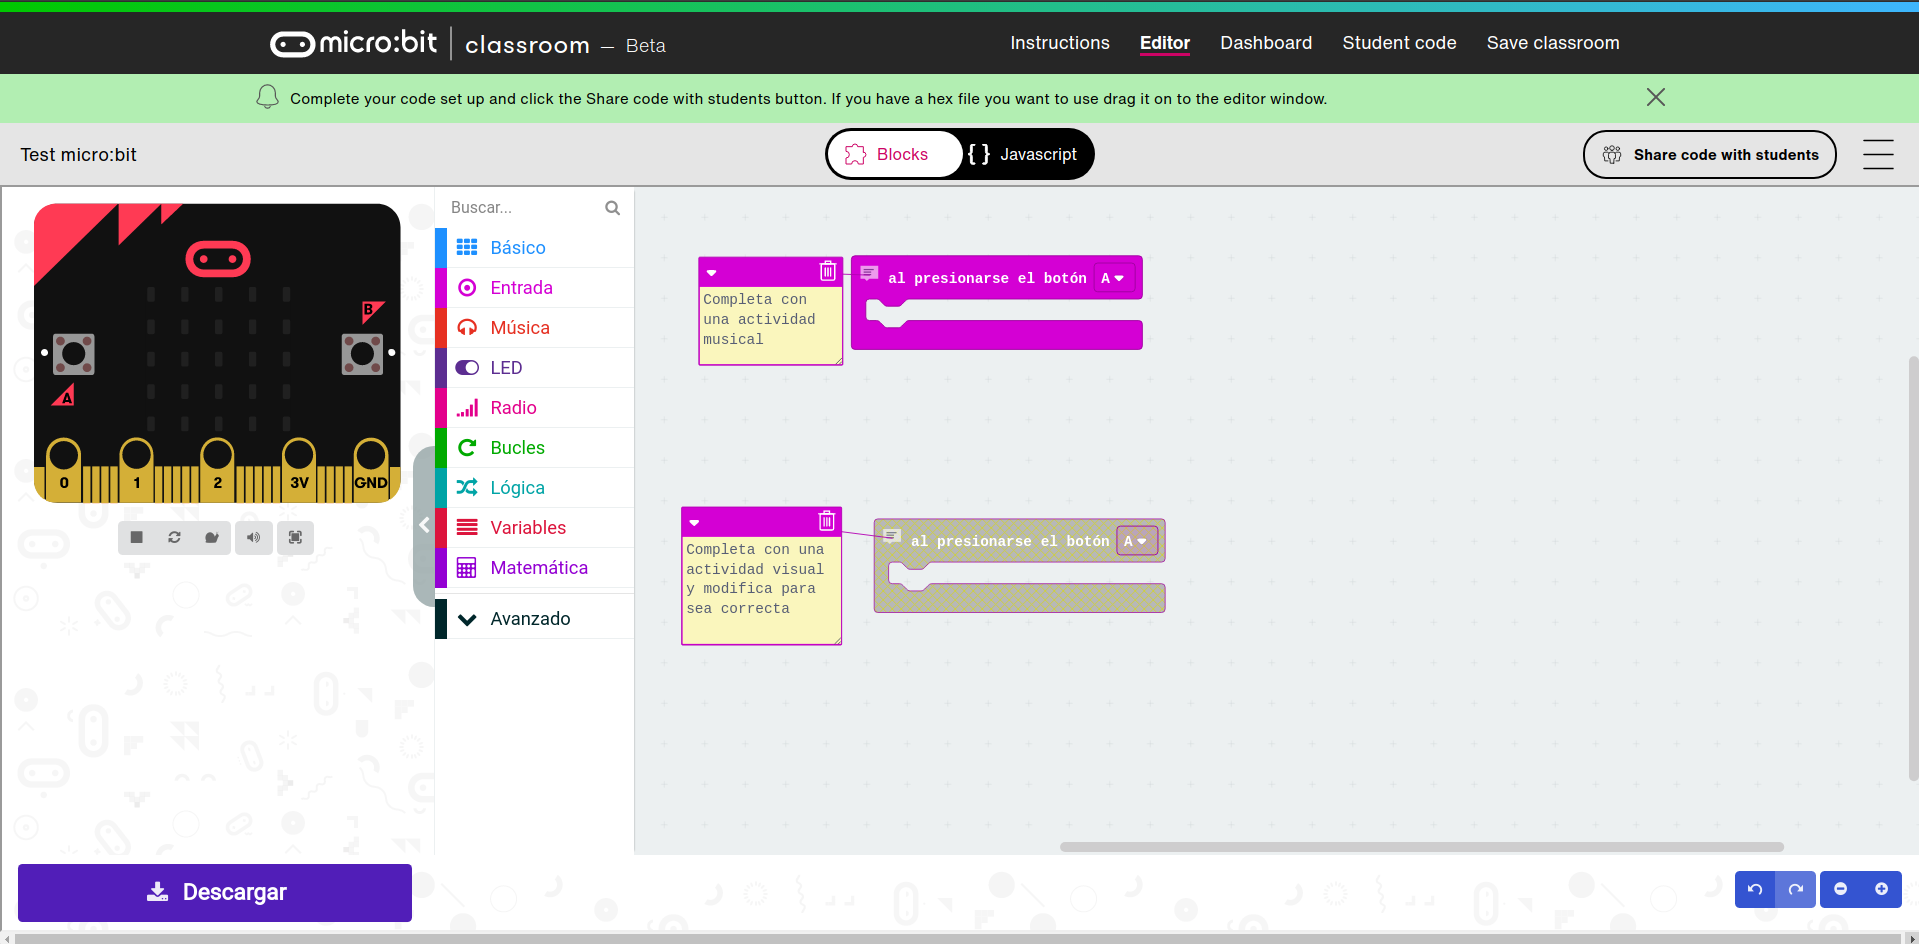 micro:bit classroom — Beta
Instructions Editor Dashboard Student code Save classroom
Complete your code set up and click the Share code with students button. If you have a hex file you want to use drag it on to the editor window.
Test micro:bit
Blocks
{ } Javascript
Share code with students
B
A
0 1 2 3V GND
Buscar...
Básico
Entrada
Música
LED
Radio
Bucles
Lógica
Variables
Matemática
Avanzado
Completa con
una actividad
musical
al presionarse el botón A
Completa con una
actividad visual
y modifica para
sea correcta
al presionarse el botón A
Descargar